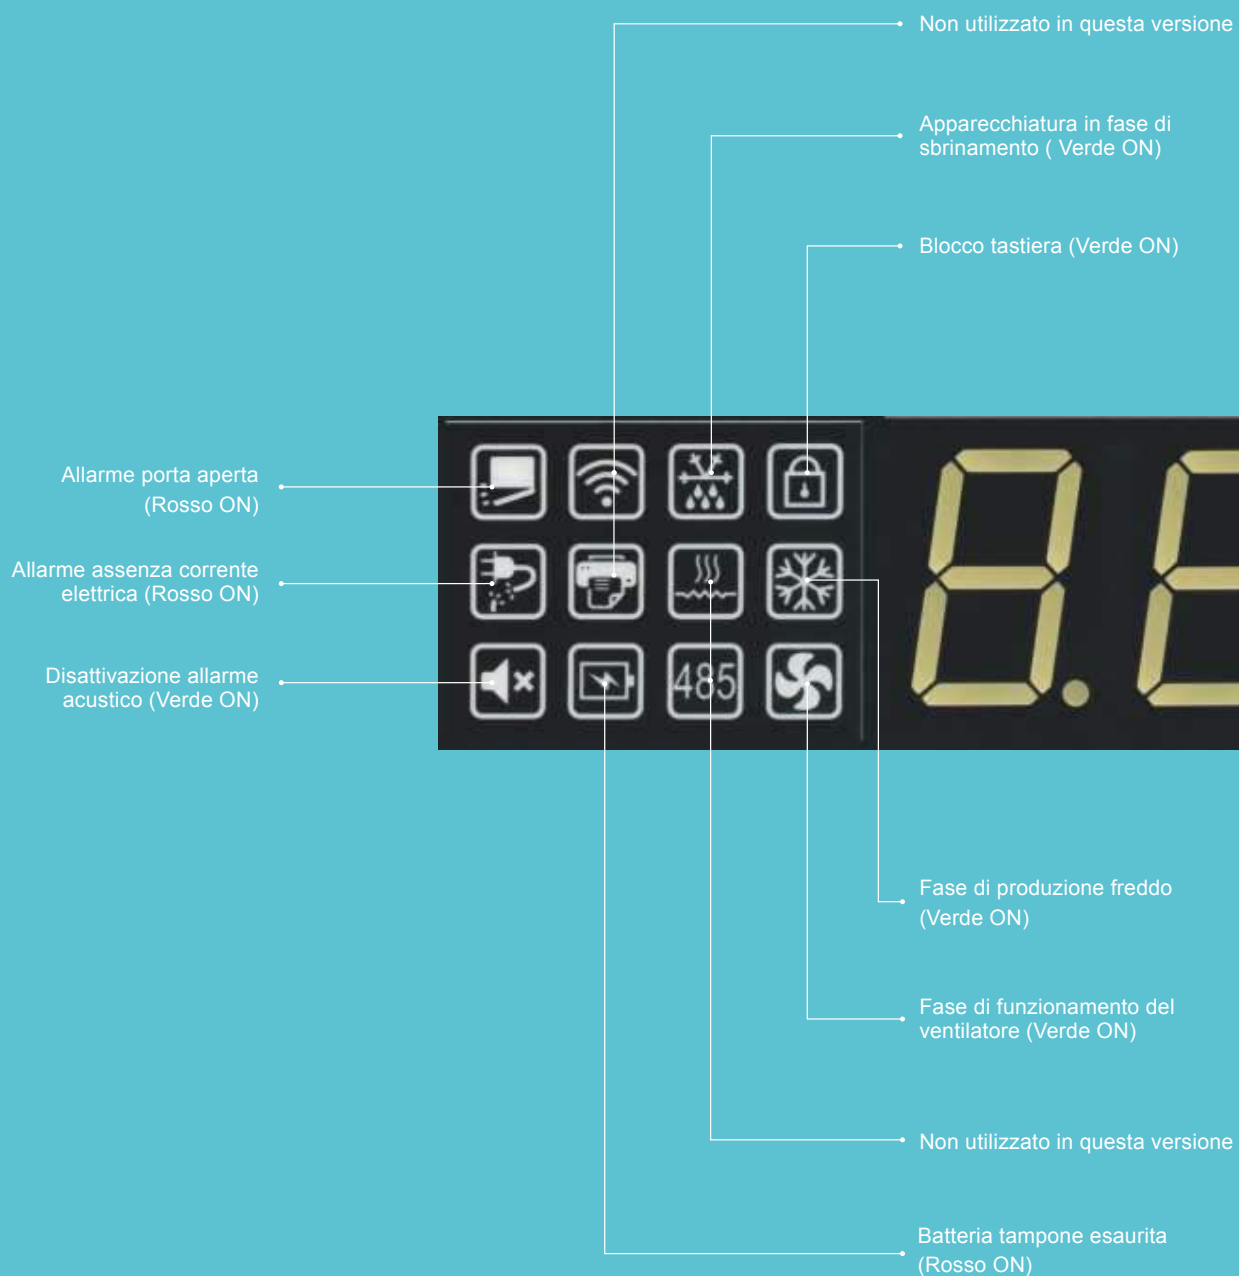 Non utilizzato in questa versione
Apparecchiatura in fase di
sbrinamento ( Verde ON)
Blocco tastiera (Verde ON)
Allarme porta aperta
(Rosso ON)
Allarme assenza corrente
elettrica (Rosso ON)
Disattivazione allarme
acustico (Verde ON)
485
8.8
Fase di produzione freddo
(Verde ON)
Fase di funzionamento del
ventilatore (Verde ON)
Non utilizzato in questa versione
Batteria tampone esaurita
(Rosso ON)